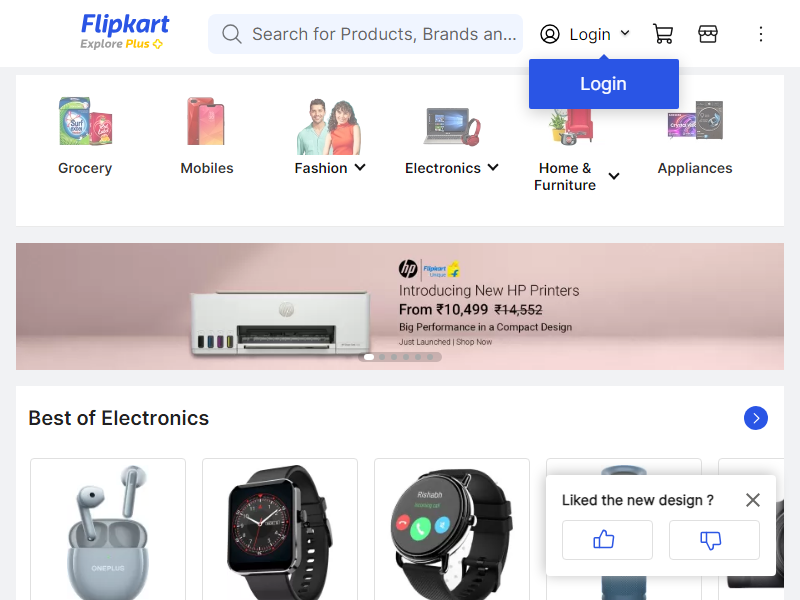 Flipkart
Explore Plus
Search for Products, Brands an...
Login
Login
Grocery
Mobiles
Fashion
Electronics
Home &
Furniture
Appliances
hp
Flipkart
Unique
Introducing New HP Printers
From ₹10,499 ₹14,552
Big Performance in a Compact Design
Just Launched | Shop Now
Best of Electronics
ONEPLUS
Rishabh
Liked the new design ?